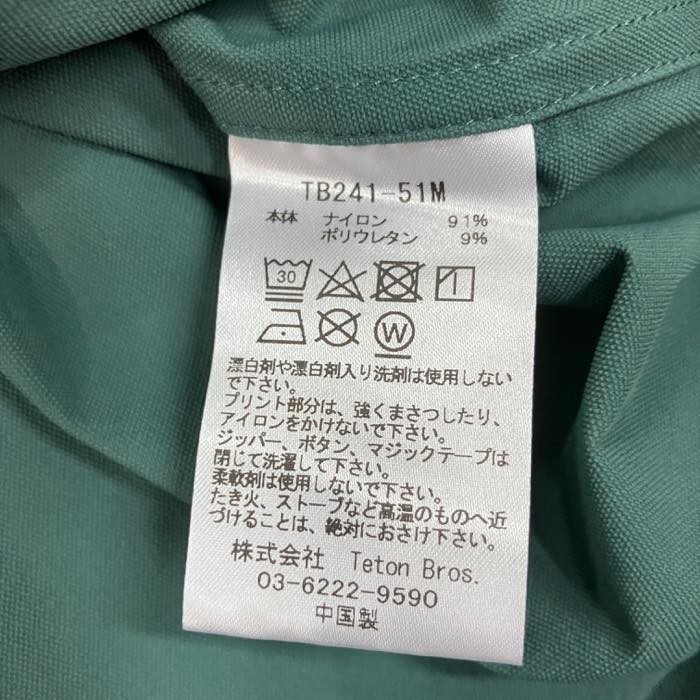 TB241-51M
本体 ナイロン 91%
ポリウレタン 9%
30
W
漂白剤や漂白剤入り洗剤は使用しない
で下さい。
プリント部分は、強くまさつしたり、
アイロンをかけないで下さい。
ジッパー、ボタン、マジックテープは
閉じて洗濯して下さい。
柔軟剤は使用しないで下さい。
たき火、ストーブなど高温のものへ近
づけることは、絶対におさけ下さい。
株式会社 Teton Bros.
03-6222-9590
中国製